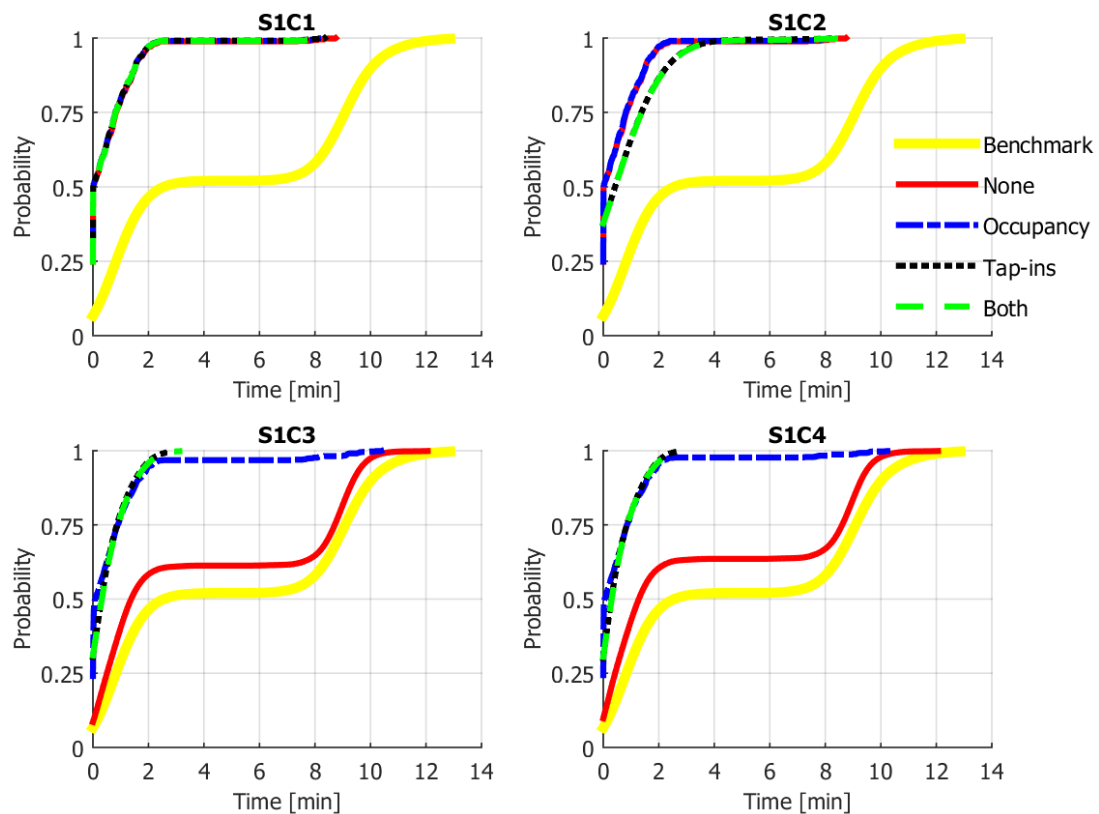 S1C1
1
0.75
0.5
0.25
0
Probability
0 2 4 6 8 10 12 14
Time [min]
S1C2
1
0.75
0.5
0.25
0
Probability
0 2 4 6 8 10 12 14
Time [min]
Benchmark
None
Occupancy
Tap-ins
Both
S1C3
1
0.75
0.5
0.25
0
Probability
0 2 4 6 8 10 12 14
Time [min]
S1C4
1
0.75
0.5
0.25
0
Probability
0 2 4 6 8 10 12 14
Time [min]